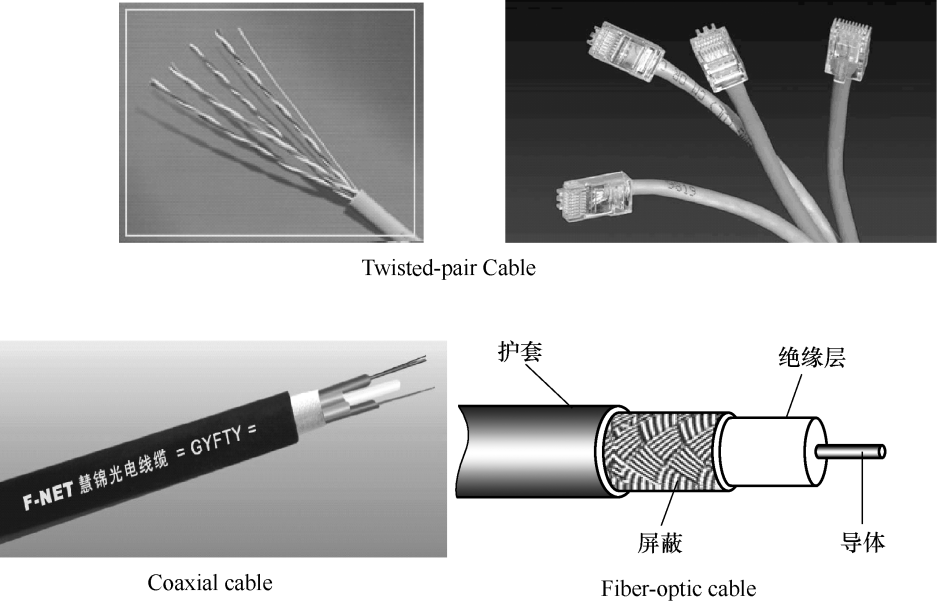 Twisted-pair Cable
F-NET 慧锦光电线缆 = GYFTY =
护套
绝缘层
屏蔽
导体
Coaxial cable
Fiber-optic cable